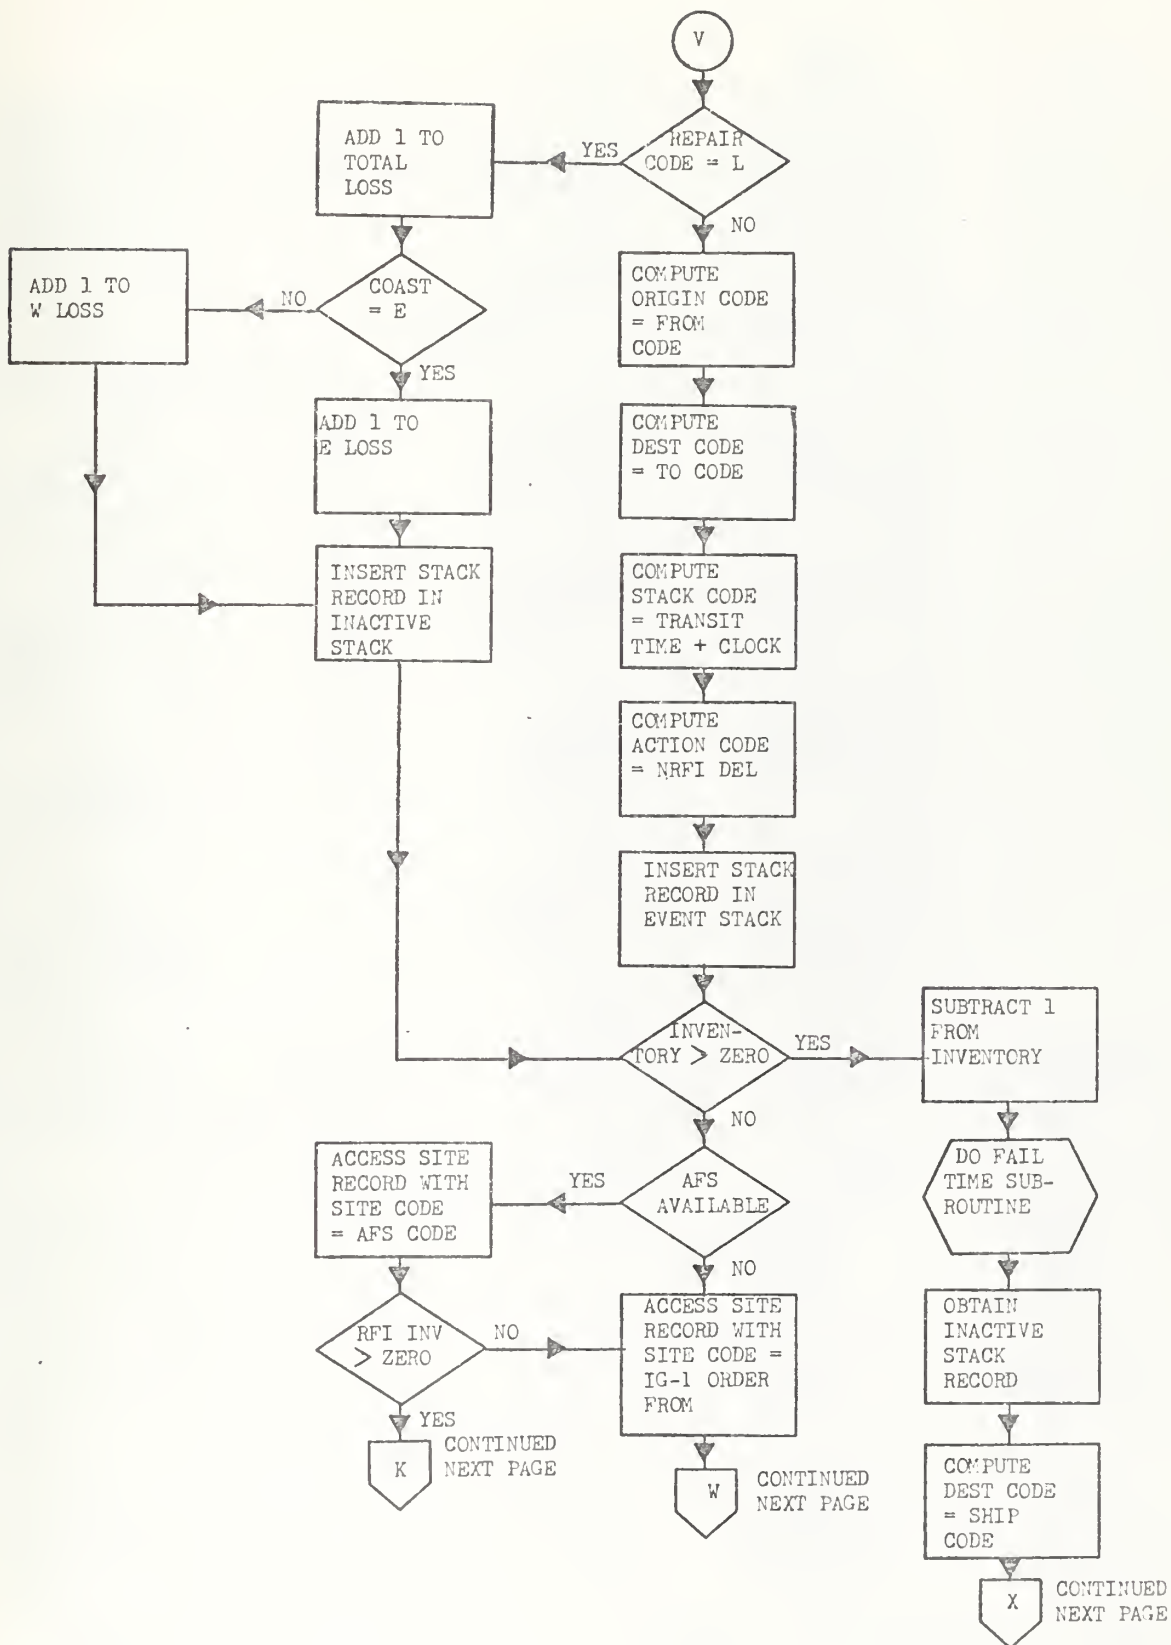 V
REPAIR
CODE = L
YES
NO
ADD 1 TO
TOTAL
LOSS
COAST
= E
NO
YES
ADD 1 TO
W LOSS
ADD 1 TO
E LOSS
INSERT STACK
RECORD IN
INACTIVE
STACK
COMPUTE
ORIGIN CODE
= FROM
CODE
COMPUTE
DEST CODE
= TO CODE
COMPUTE
STACK CODE
= TRANSIT
TIME + CLOCK
COMPUTE
ACTION CODE
= NRFI DEL
INSERT STACK
RECORD IN
EVENT STACK
INVEN-
TORY > ZERO
YES
NO
SUBTRACT 1
FROM
INVENTORY
DO FAIL
TIME SUB-
ROUTINE
OBTAIN
INACTIVE
STACK
RECORD
COMPUTE
DEST CODE
= SHIP
CODE
X
CONTINUED
NEXT PAGE
AFS
AVAILABLE
YES
NO
ACCESS SITE
RECORD WITH
SITE CODE
= AFS CODE
RFI INV
> ZERO
NO
YES
K
CONTINUED
NEXT PAGE
ACCESS SITE
RECORD WITH
SITE CODE =
IG-1 ORDER
FROM
W
CONTINUED
NEXT PAGE